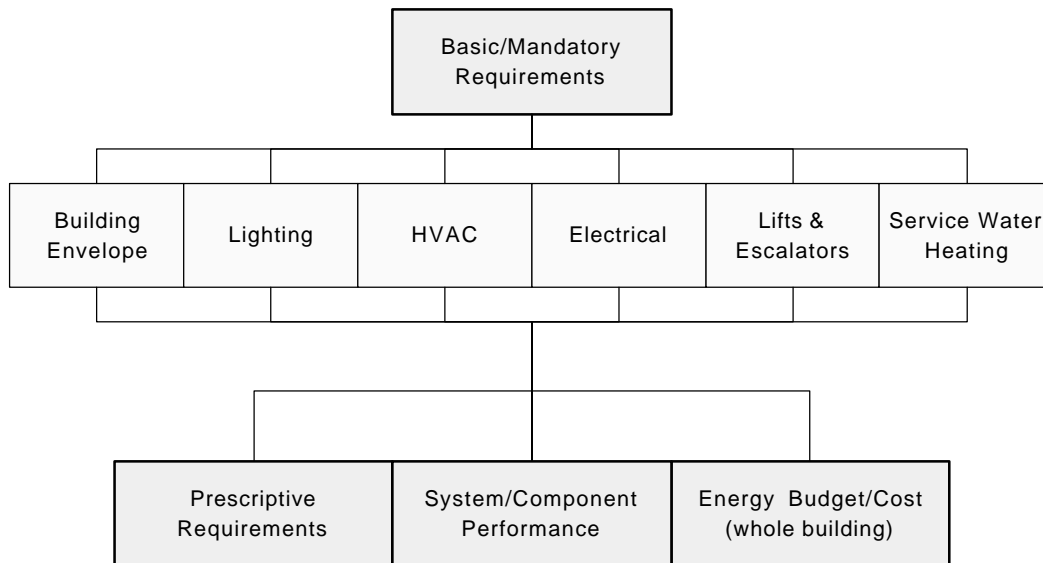 Basic/Mandatory
Requirements
Building
Envelope
Lighting
HVAC
Electrical
Lifts &
Escalators
Service Water
Heating
Prescriptive
Requirements
System/Component
Performance
Energy Budget/Cost
(whole building)